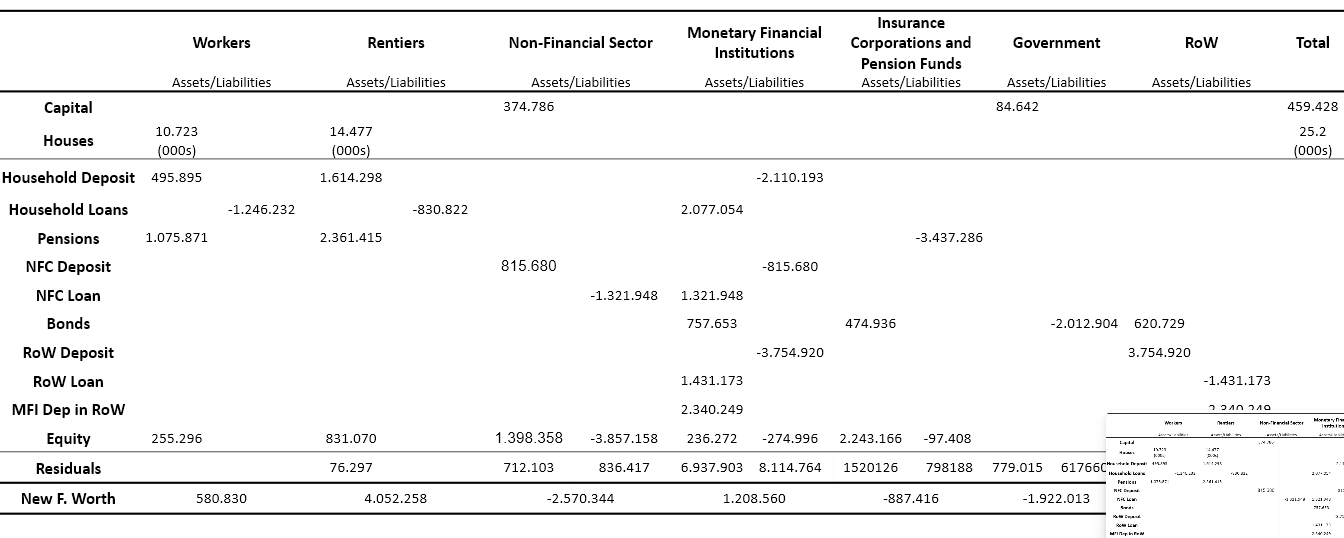 Workers Rentiers Non-Financial Sector Monetary Financial Institutions Insurance Corporations and Pension Funds Government RoW Total
Assets/Liabilities Assets/Liabilities Assets/Liabilities Assets/Liabilities Assets/Liabilities Assets/Liabilities Assets/Liabilities
Capital 374.786 84.642 459.428
Houses 10.723 (000s) 14.477 (000s) 25.2 (000s)
Household Deposit 495.895 1.614.298 -2.110.193
Household Loans -1.246.232 -830.822 2.077.054
Pensions 1.075.871 2.361.415 -3.437.286
NFC Deposit 815.680 -815.680
NFC Loan -1.321.948 1.321.948
Bonds 757.653 474.936 -2.012.904 620.729
RoW Deposit -3.754.920 3.754.920
RoW Loan 1.431.173 -1.431.173
MFI Dep in RoW 2.340.249
Equity 255.296 831.070 1.398.358 -3.857.158 236.272 -274.996 2.243.166 -97.408
Residuals 76.297 712.103 836.417 6.937.903 8.114.764 1520126 798188 779.015 617660
New F. Worth 580.830 4.052.258 -2.570.344 1.208.560 -887.416 -1.922.013